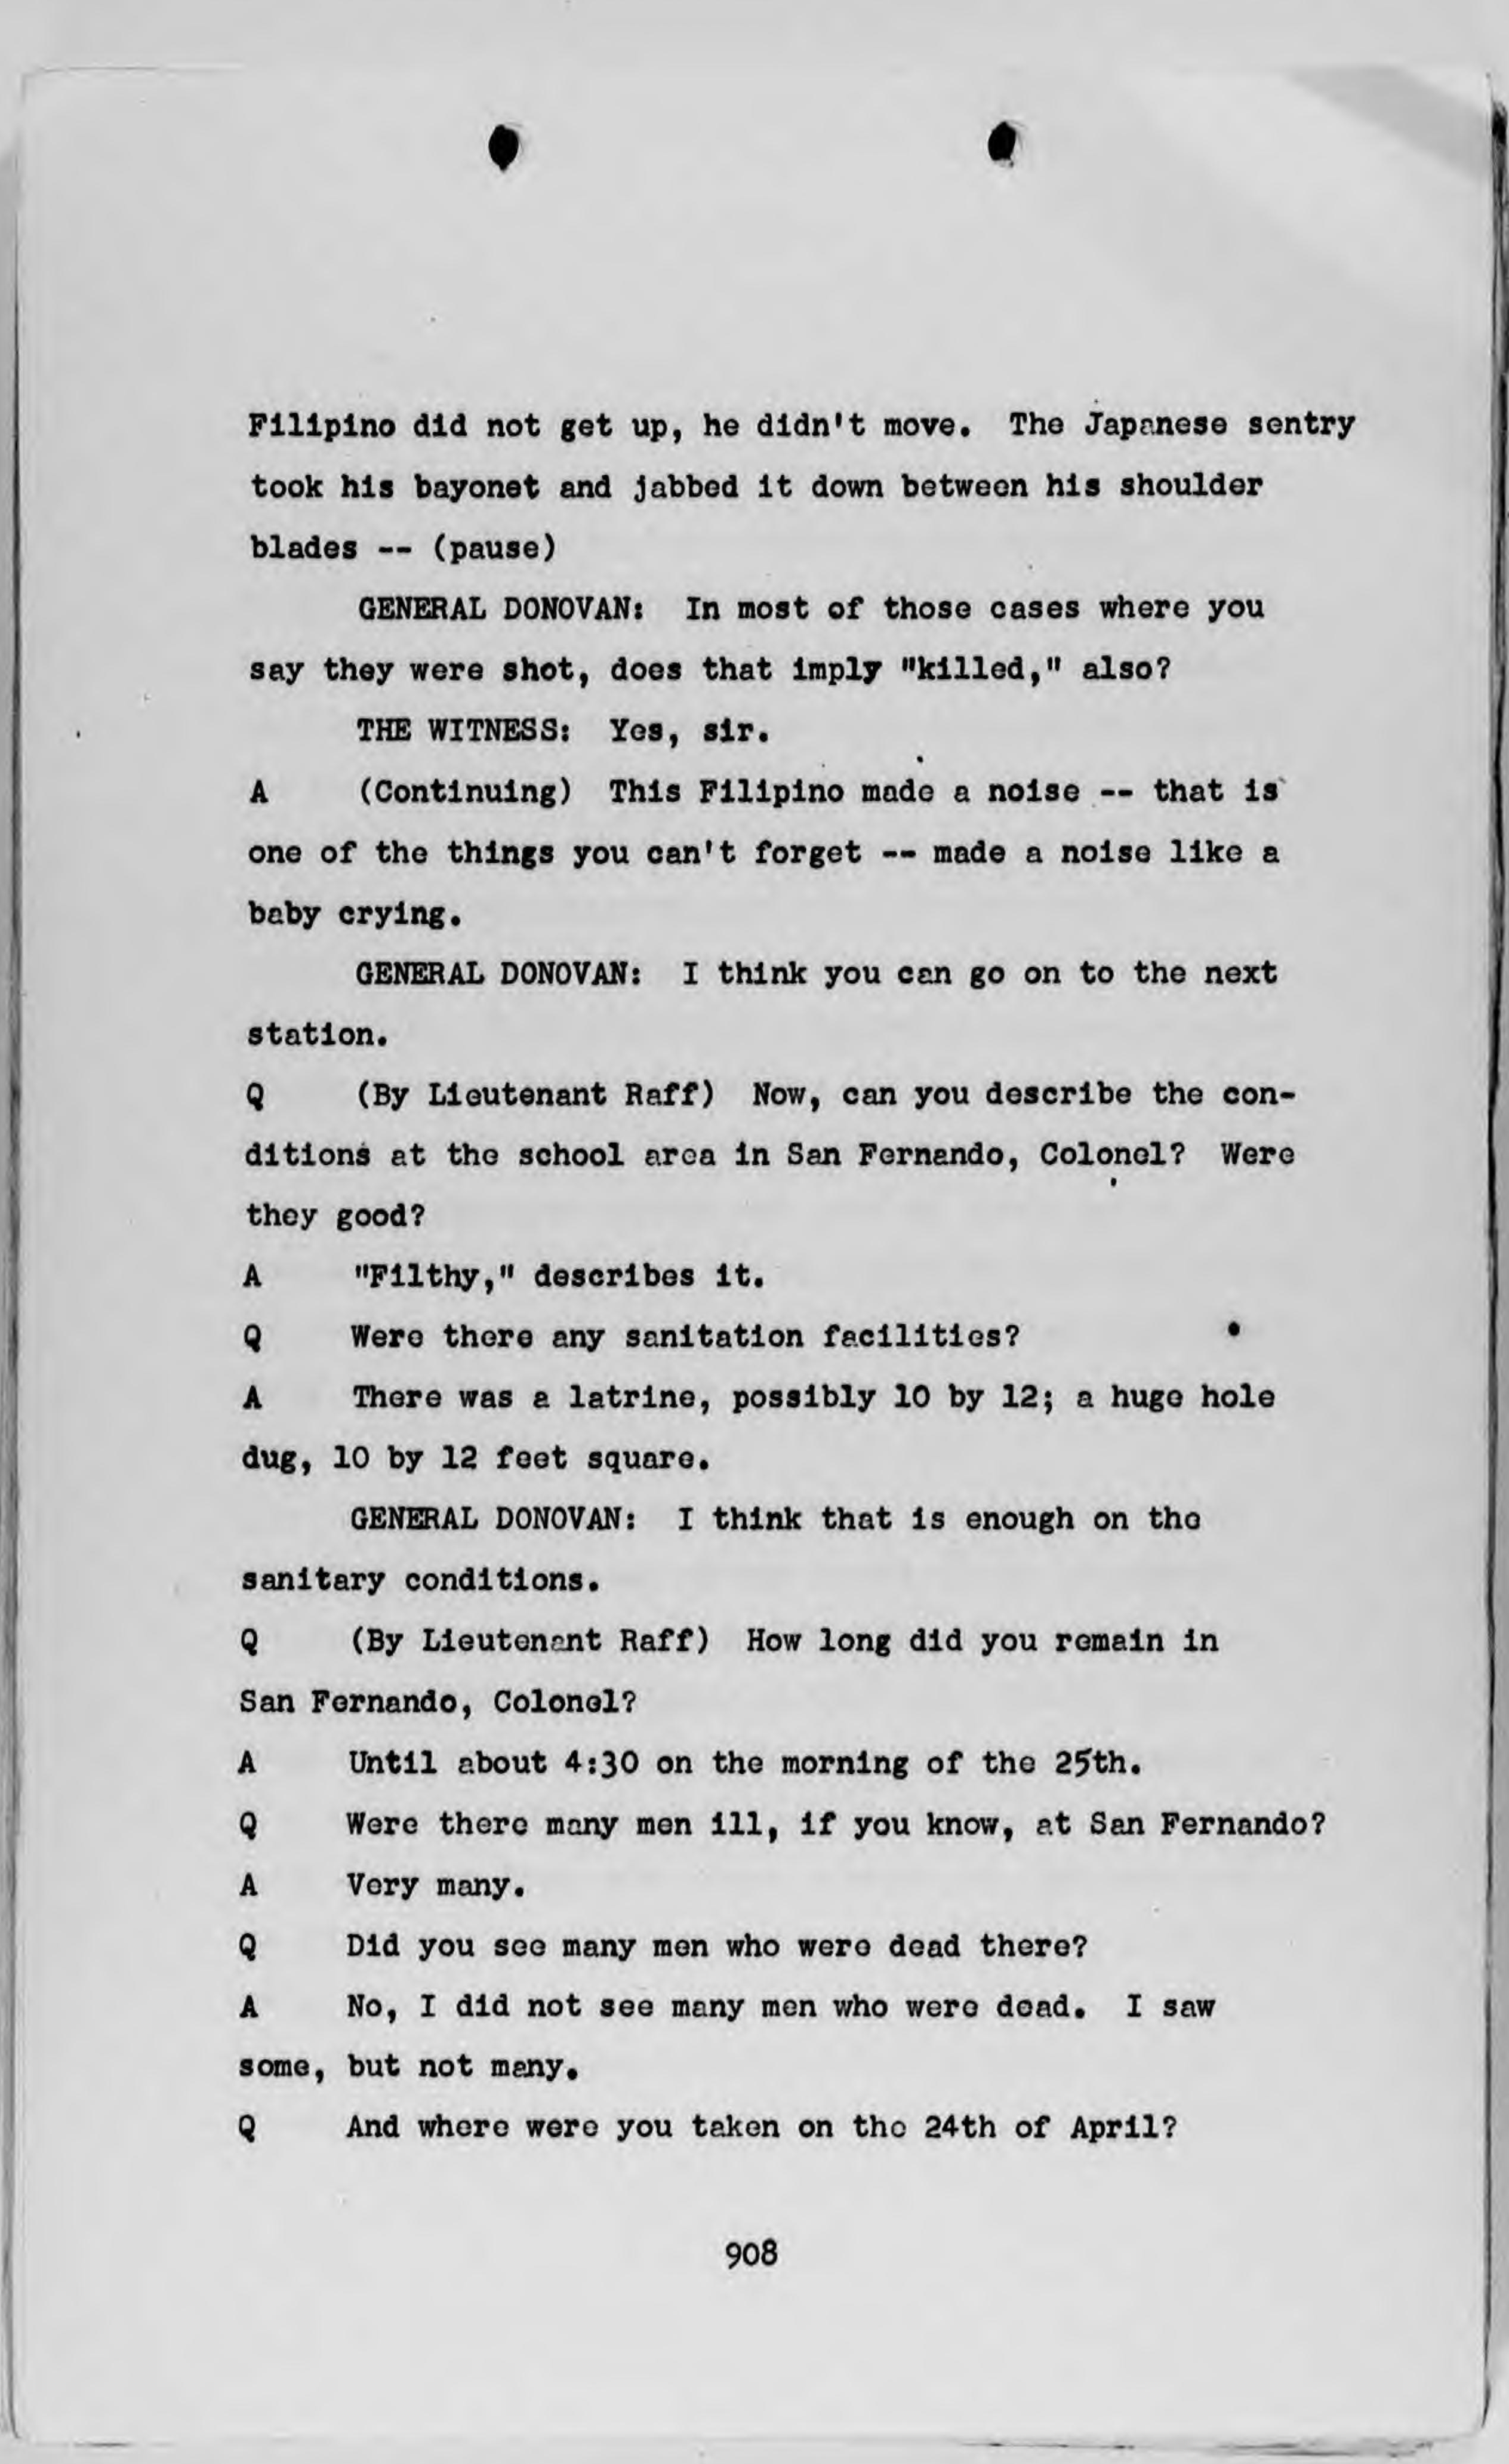 Filipino did not get up, he didn't move. The Japanese sentry
took his bayonet and jabbed it down between his shoulder
blades -- (pause)
GENERAL DONOVAN: In most of those cases where you
say they were shot, does that imply "killed," also?
THE WITNESS: Yes, sir.
A (Continuing) This Filipino made a noise -- that is
one of the things you can't forget -- made a noise like a
baby crying.
GENERAL DONOVAN: I think you can go on to the next
station.
Q (By Lieutenant Raff) Now, can you describe the con-
ditions at the school area in San Fernando, Colonel? Were
they good?
A "Filthy," describes it.
Q Were there any sanitation facilities?
A There was a latrine, possibly 10 by 12; a huge hole
dug, 10 by 12 feet square.
GENERAL DONOVAN: I think that is enough on the
sanitary conditions.
Q (By Lieutenant Raff) How long did you remain in
San Fernando, Colonel?
A Until about 4:30 on the morning of the 25th.
Q Were there many men ill, if you know, at San Fernando?
A Very many.
Q Did you see many men who were dead there?
A No, I did not see many men who were dead. I saw
some, but not many.
Q And where were you taken on the 24th of April?
908